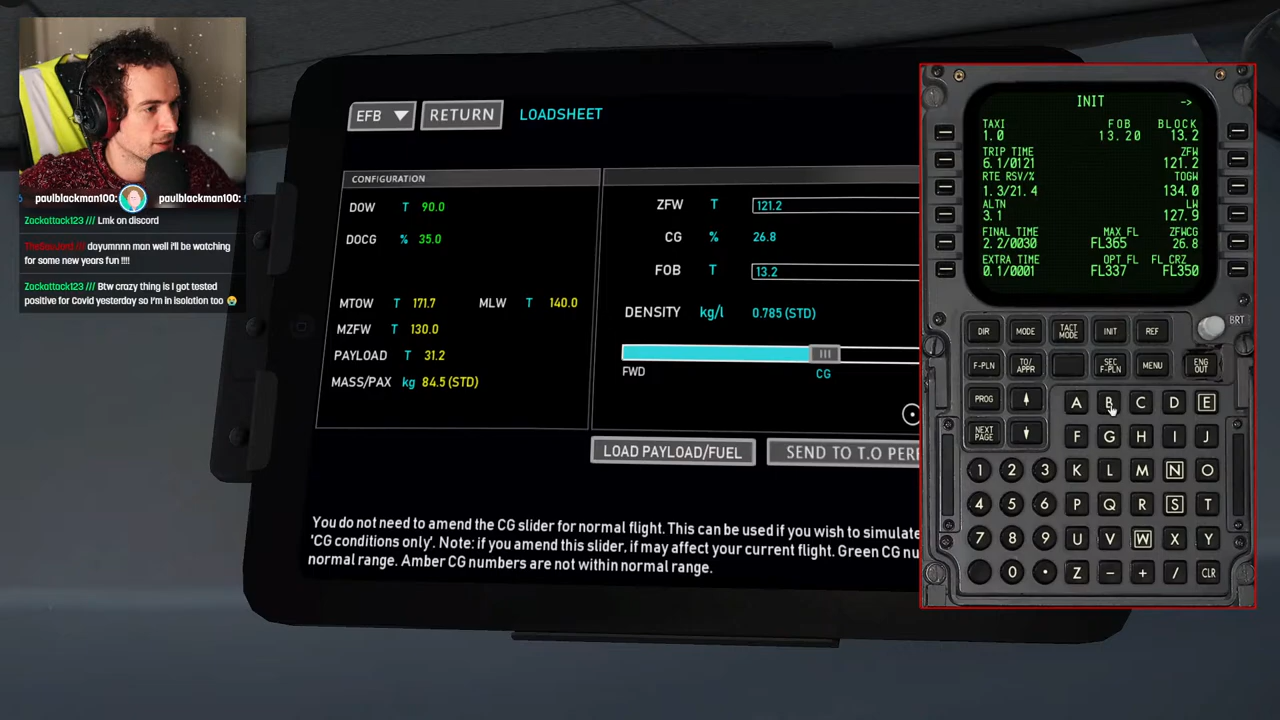 EFB
RETURN
LOADSHEET
CONFIGURATION
DOW T 90.0
DOCG % 35.0
MTOW T 171.7 MLW T 140.0
MZFW T 130.0
PAYLOAD T 31.2
MASS/PAX kg 84.5 (STD)
ZFW T 121.2
CG % 26.8
FOB T 13.2
DENSITY kg/l 0.785 (STD)
FWD
CG
LOAD PAYLOAD/FUEL
SEND TO T.O PERF
You do not need to amend the CG slider for normal flight. This can be used if you wish to simulate
'CG conditions only'. Note: if you amend this slider, if may affect your current flight. Green CG nu
normal range. Amber CG numbers are not within normal range.
paulblackman100: paulblackman100:
Zackattack123 /// Lmk on discord
dayumnnn man well i'll be watching
for some new years fun !!!!
Zackattack123 /// Btw crazy thing is I got tested
positive for Covid yesterday so I'm in isolation too 😭
INIT ->
TAXI FOB BLOCK
1.0 13.20 13.2
TRIP TIME ZFW
6.1/0121 121.2
RTE RSV/% TOGW
1.3/21.4 134.0
ALTN LW
3.1 127.9
FINAL TIME MAX_FL ZFWCG
2.2/0030 FL365 26.8
EXTRA TIME OPT_FL FL_CRZ
0.1/0001 FL337 FL350
BRT
DIR MODE TACT MODE INIT REF
F-PLN TO/APPR SEC F-PLN MENU ENG OUT
PROG ↑ A B C D E
NEXT PAGE ↓ F G H I J
1 2 3 K L M N O
4 5 6 P Q R S T
7 8 9 U V W X Y
0 . Z - + / CLR